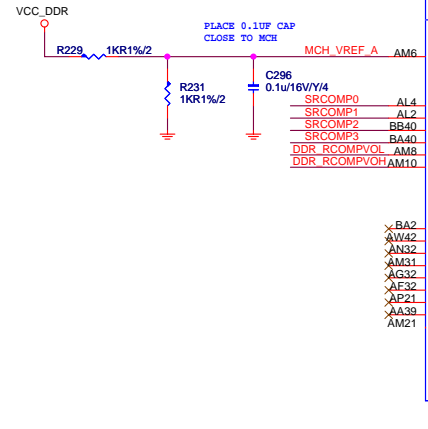 VCC_DDR
PLACE 0.1UF CAP
CLOSE TO MCH
R229 1KR1%/2 MCH_VREF_A AM6
R231
1KR1%/2
C296
0.1u/16V/Y/4
SRCOMP0 AL4
SRCOMP1 AL2
SRCOMP2 BB40
SRCOMP3 BA40
DDR_RCOMPVOL AM8
DDR_RCOMPVOH AM10
BA2
AW42
AN32
AM31
AG32
AF32
AP21
AA39
AM21